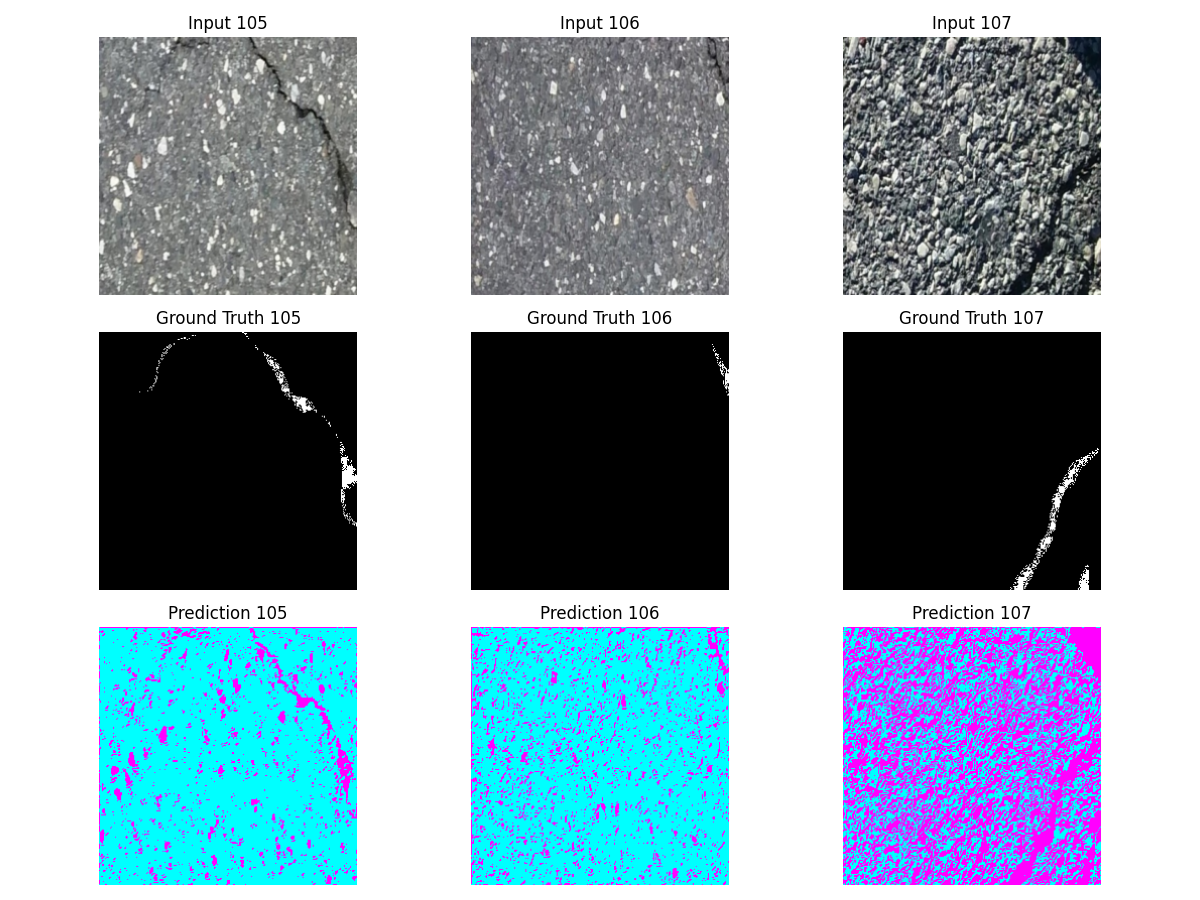 Input 105
Input 106
Input 107
Ground Truth 105
Ground Truth 106
Ground Truth 107
Prediction 105
Prediction 106
Prediction 107